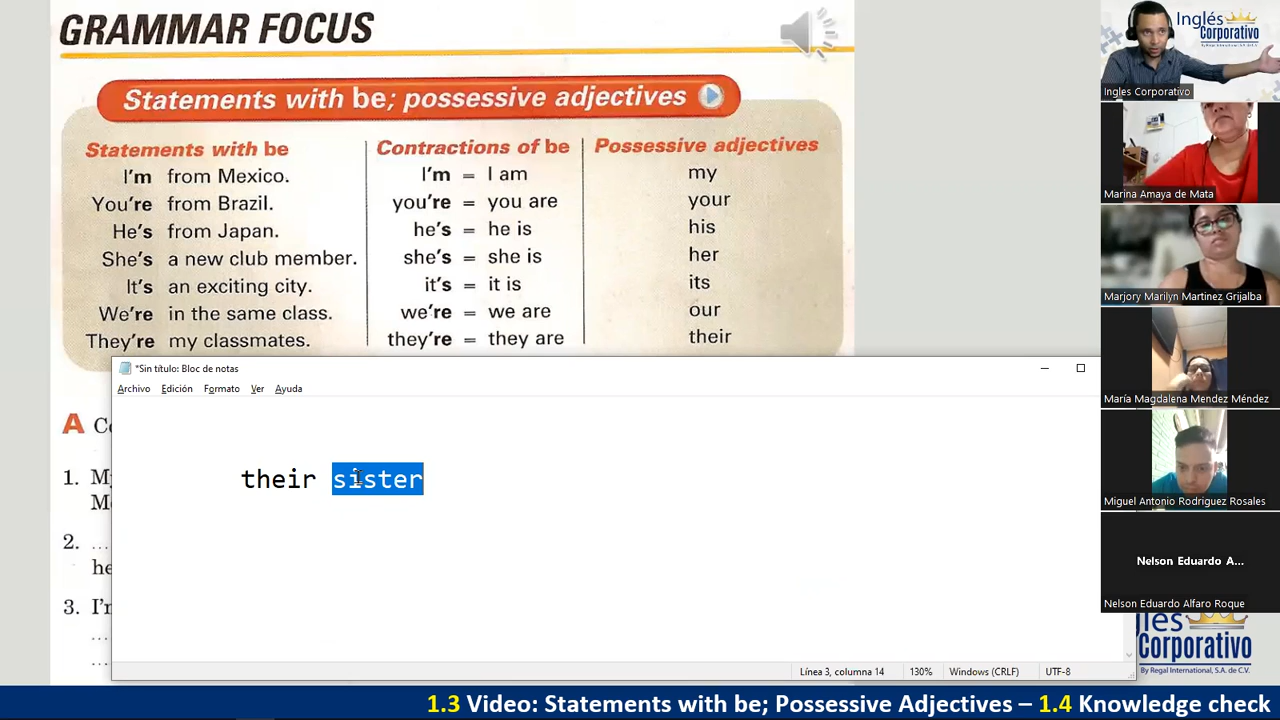 GRAMMAR FOCUS
Statements with be; possessive adjectives
Statements with be
I'm from Mexico.
You're from Brazil.
He's from Japan.
She's a new club member.
It's an exciting city.
We're in the same class.
They're my classmates.
Contractions of be
I'm = I am
you're = you are
he's = he is
she's = she is
it's = it is
we're = we are
they're = they are
Possessive adjectives
my
your
his
her
its
our
their
*Sin título: Bloc de notas
Archivo Edición Formato Ver Ayuda
their sister
Línea 3, columna 14 130% Windows (CRLF) UTF-8
A
1.
2. ...
he
3. I'm
Inglés
Corporativo
By Regal International, S.A. de C.V.
Ingles Corporativo
Marina Amaya de Mata
Marjory Marilyn Martinez Grijalba
María Magdalena Mendez Méndez
Miguel Antonio Rodriguez Rosales
Nelson Eduardo A...
Nelson Eduardo Alfaro Roque
Corporativo
By Regal International, S.A. de C.V.
1.3 Video: Statements with be; Possessive Adjectives – 1.4 Knowledge check